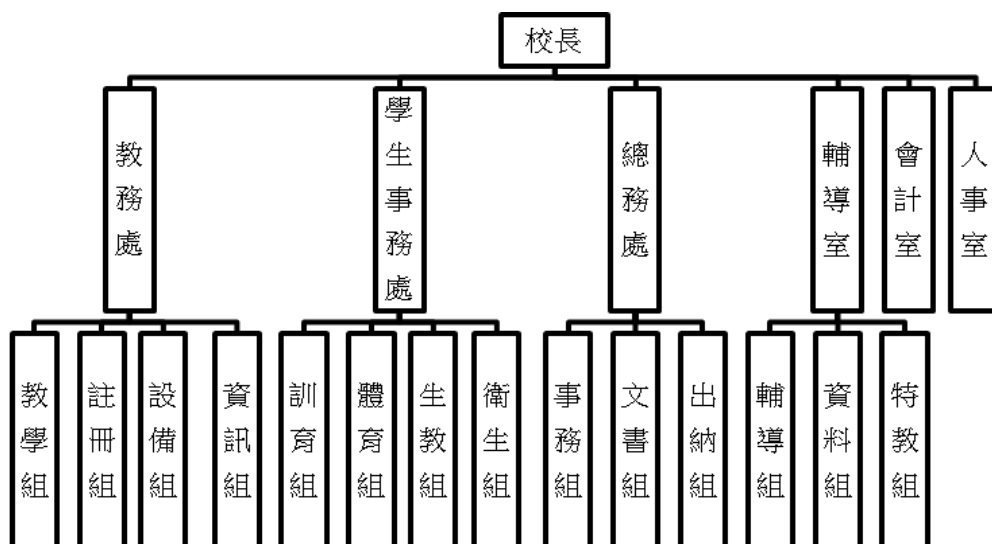 校長
教務處
學生事務處
總務處
輔導室
會計室
人事室
教學組
註冊組
設備組
資訊組
訓育組
體育組
生教組
衛生組
事務組
文書組
出納組
輔導組
資料組
特教組